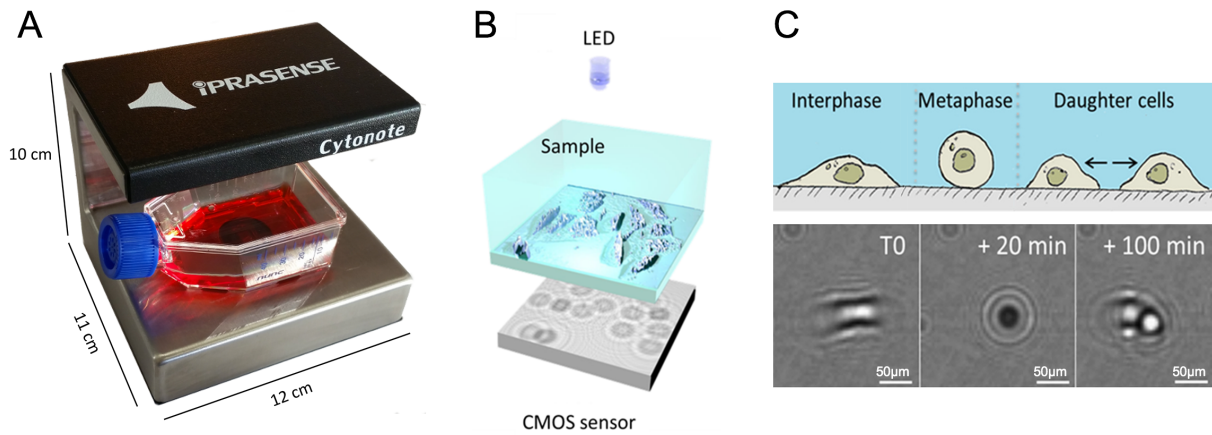 A
iPRASENSE
Cytonote
10 cm
nunc
11 cm
12 cm
B
LED
Sample
CMOS sensor
C
Interphase
Metaphase
Daughter cells
T0
+ 20 min
+ 100 min
50µm
50µm
50µm